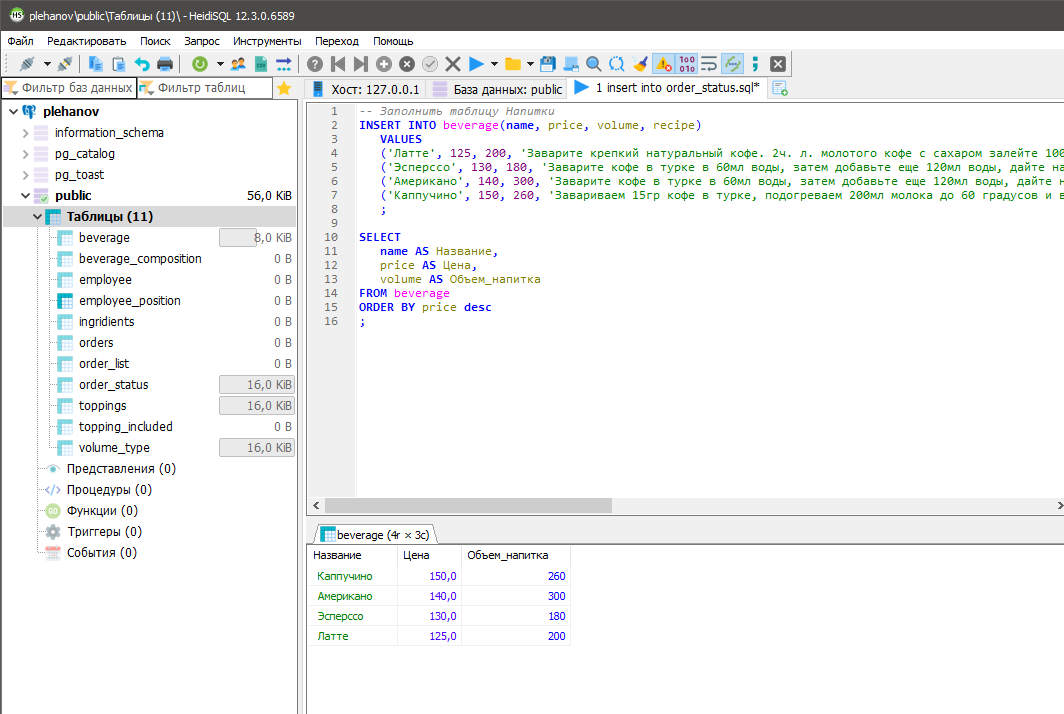 plehanov\public\Таблицы (11)\ - HeidiSQL 12.3.0.6589
Файл Редактировать Поиск Запрос Инструменты Переход Помощь
Фильтр баз данных Фильтр таблиц Хост: 127.0.0.1 База данных: public 1 insert into order_status.sql*
plehanov
information_schema
pg_catalog
pg_toast
public 56,0 KiB
Таблицы (11)
beverage 8,0 KiB
beverage_composition 0 B
employee 0 B
employee_position 0 B
ingridients 0 B
orders 0 B
order_list 0 B
order_status 16,0 KiB
toppings 16,0 KiB
topping_included 0 B
volume_type 16,0 KiB
Представления (0)
Процедуры (0)
Функции (0)
Триггеры (0)
События (0)
1 -- Заполнить таблицу Напитки
2 INSERT INTO beverage(name, price, volume, recipe)
3 VALUES
4 ('Латте', 125, 200, 'Заварите крепкий натуральный кофе. 2ч. л. молотого кофе с сахаром залейте 100
5 ('Эсперссо', 130, 180, 'Заварите кофе в турке в 60мл воды, затем добавьте еще 120мл воды, дайте на
6 ('Американо', 140, 300, 'Заварите кофе в турке в 60мл воды, затем добавьте еще 120мл воды, дайте н
7 ('Каппучино', 150, 260, 'Завариваем 15гр кофе в турке, подогреваем 200мл молока до 60 градусов и в
8 ;
9
10 SELECT
11 name AS Название,
12 price AS Цена,
13 volume AS Объем_напитка
14 FROM beverage
15 ORDER BY price desc
16 ;
beverage (4r × 3c)
Название Цена Объем_напитка
Каппучино 150,0 260
Американо 140,0 300
Эсперссо 130,0 180
Латте 125,0 200